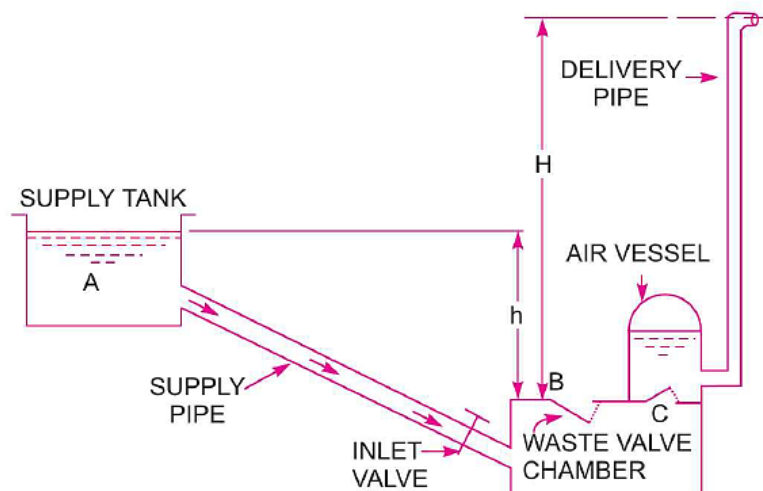 DELIVERY
PIPE
H
SUPPLY TANK
A
AIR VESSEL
h
B
C
SUPPLY
PIPE
INLET
VALVE
WASTE VALVE
CHAMBER